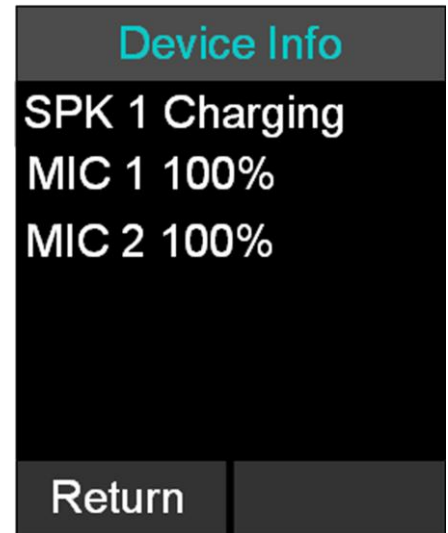 Device Info
SPK 1 Charging
MIC 1 100%
MIC 2 100%
Return